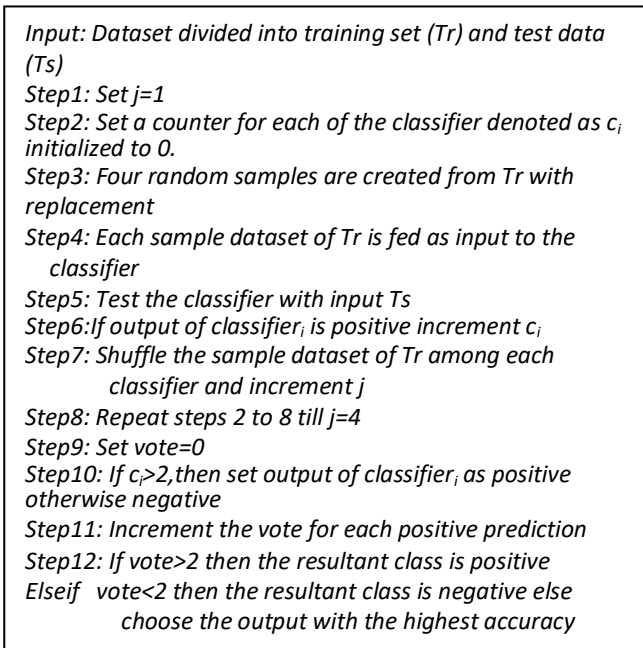 Input: Dataset divided into training set (Tr) and test data
(Ts)
Step1: Set j=1
Step2: Set a counter for each of the classifier denoted as cᵢ
initialized to 0.
Step3: Four random samples are created from Tr with
replacement
Step4: Each sample dataset of Tr is fed as input to the
classifier
Step5: Test the classifier with input Ts
Step6:If output of classifierᵢ is positive increment cᵢ
Step7: Shuffle the sample dataset of Tr among each
classifier and increment j
Step8: Repeat steps 2 to 8 till j=4
Step9: Set vote=0
Step10: If cᵢ>2,then set output of classifierᵢ as positive
otherwise negative
Step11: Increment the vote for each positive prediction
Step12: If vote>2 then the resultant class is positive
Elseif vote<2 then the resultant class is negative else
choose the output with the highest accuracy